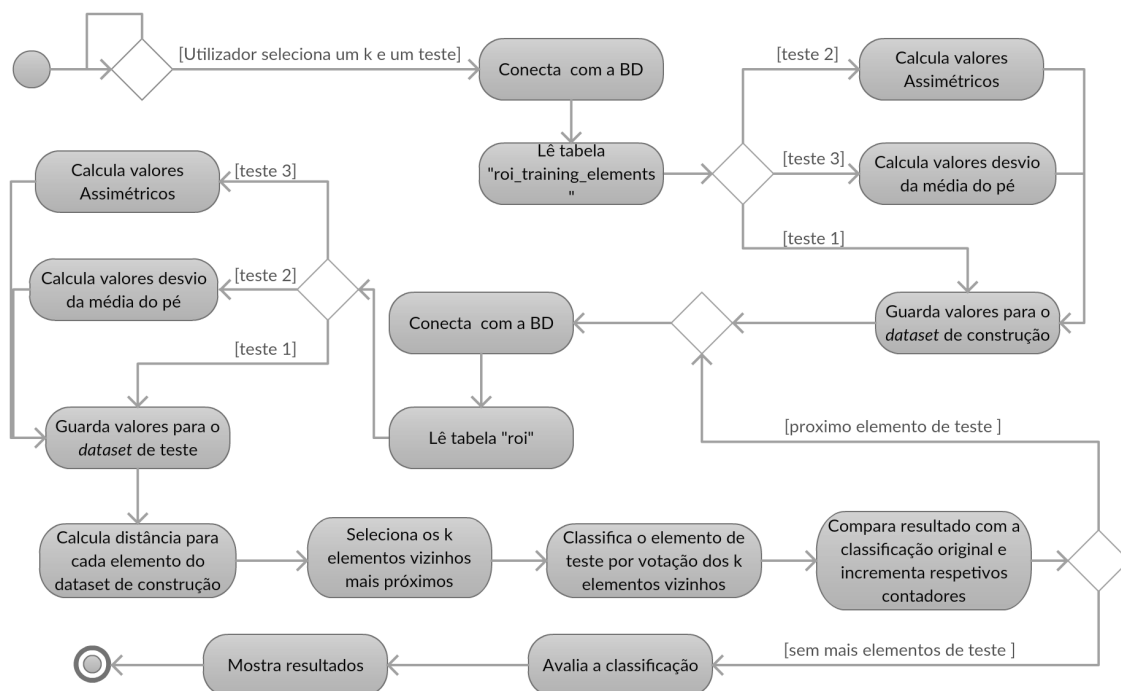 [Utilizador seleciona um k e um teste]
Conecta com a BD
[teste 2]
Calcula valores
Assimétricos
Lê tabela
"roi_training_elements
"
[teste 3]
Calcula valores desvio
da média do pé
[teste 1]
Guarda valores para o
dataset de construção
Calcula valores
Assimétricos
[teste 3]
Calcula valores desvio
da média do pé
[teste 2]
[teste 1]
Conecta com a BD
Lê tabela "roi"
Guarda valores para o
dataset de teste
[proximo elemento de teste ]
Calcula distância para
cada elemento do
dataset de construção
Seleciona os k
elementos vizinhos
mais próximos
Classifica o elemento de
teste por votação dos k
elementos vizinhos
Compara resultado com a
classificação original e
incrementa respetivos
contadores
[sem mais elementos de teste ]
Avalia a classificação
Mostra resultados